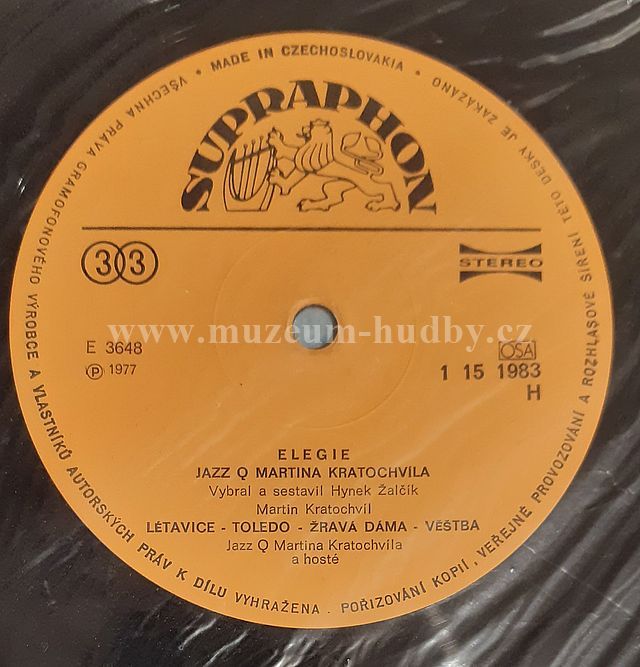 • MADE IN CZECHOSLOVAKIA •
VŠECHNA PRÁVA GRAMOFONOVÉHO VÝROBCE A VLASTNÍKŮ AUTORSKÝCH PRÁV K DÍLU VYHRAŽENA. POŘIZOVÁNÍ KOPIÍ, VEŘEJNÉ PROVOZOVÁNÍ A ROZHLASOVÉ ŠÍŘENÍ TÉTO DESKY JE ZAKÁZÁNO
SUPRAPHON
33
STEREO
www.muzeum-hudby.cz
E 3648
OSA
℗ 1977
1 15 1983
H
ELEGIE
JAZZ Q MARTINA KRATOCHVÍLA
Vybral a sestavil Hynek Žalčík
Martin Kratochvíl
LÉTAVICE - TOLEDO - ŽRAVÁ DÁMA - VĚSTBA
Jazz Q Martina Kratochvíla
a hosté